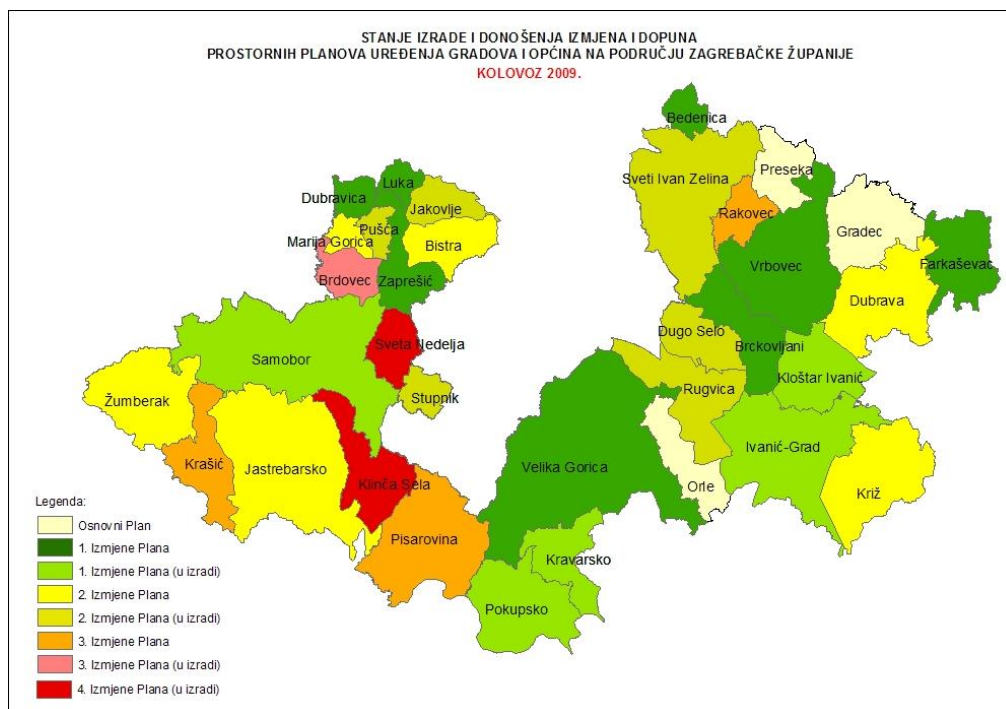 STANJE IZRADE I DONOŠENJA IZMJENA I DOPUNA
PROSTORNIH PLANOVA UREĐENJA GRADOVA I OPĆINA NA PODRUČJU ZAGREBAČKE ŽUPANIJE
KOLOVOZ 2009.
Bedenica
Preseka
Sveti Ivan Zelina
Luka
Dubravica
Jakovlje
Rakovec
Pušća
Gradec
Marija Gorica
Bistra
Farkaševac
Vrbovec
Brdovec
Zaprešić
Dubrava
Dugo Selo
Sveta Nedelja
Brckovljani
Samobor
Kloštar Ivanić
Rugvica
Stupnik
Žumberak
Ivanić-Grad
Krašić
Jastrebarsko
Velika Gorica
Klinča Sela
Orle
Križ
Pisarovina
Kravarsko
Pokupsko
Legenda:
Osnovni Plan
1. Izmjene Plana
1. Izmjene Plana (u izradi)
2. Izmjene Plana
2. Izmjene Plana (u izradi)
3. Izmjene Plana
3. Izmjene Plana (u izradi)
4. Izmjene Plana (u izradi)